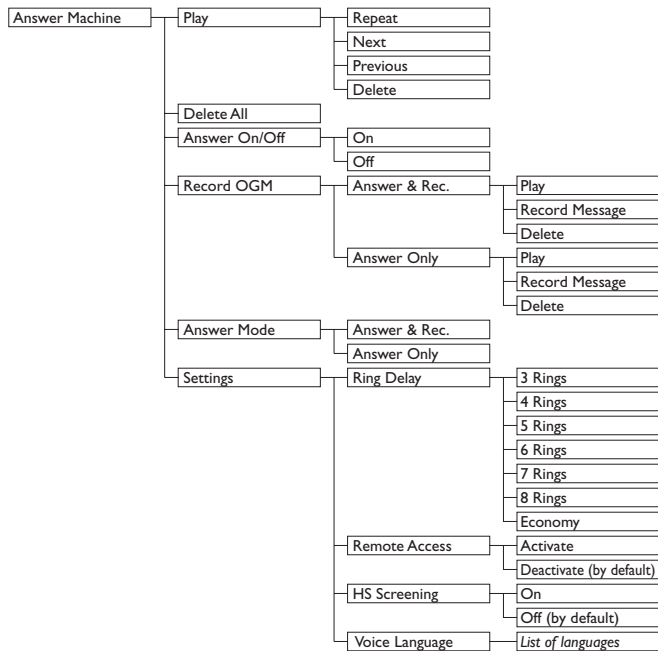 Answer Machine
Play
Repeat
Next
Previous
Delete
Delete All
Answer On/Off
On
Off
Record OGM
Answer & Rec.
Play
Record Message
Delete
Answer Only
Play
Record Message
Delete
Answer Mode
Answer & Rec.
Answer Only
Settings
Ring Delay
3 Rings
4 Rings
5 Rings
6 Rings
7 Rings
8 Rings
Economy
Remote Access
Activate
Deactivate (by default)
HS Screening
On
Off (by default)
Voice Language
List of languages